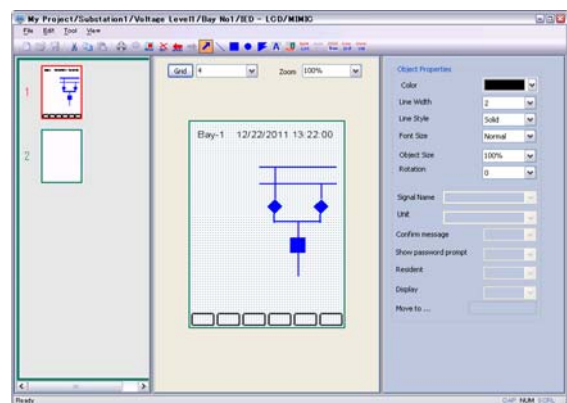 My Project/Substation1/Voltage Level1/Bay No1/IED - LCD/MIMIC
File Edit Tool View
Grid 4 Zoom 100%
1
2
Bay-1 12/22/2011 13:22:00
Object Properties
Color
Line Width 2
Line Style Solid
Font Size Normal
Object Size 100%
Rotation 0
Signal Name
Unit
Confirm message
Show password prompt
Resident
Display
Move to ....
Ready
CAP NUM SCRL